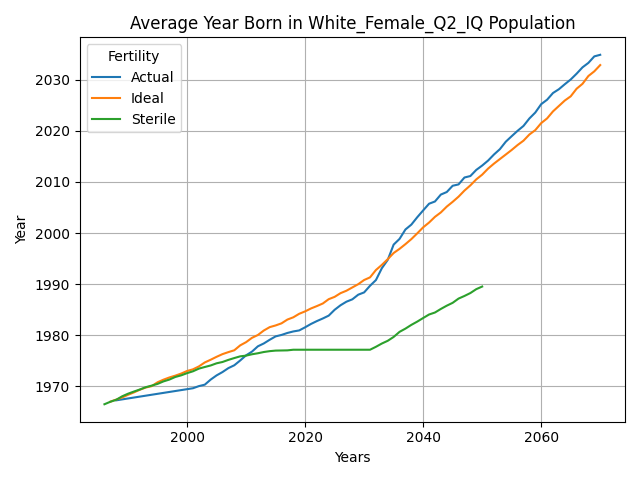 Average Year Born in White_Female_Q2_IQ Population
Fertility
Actual
Ideal
Sterile
Year
2030
2020
2010
2000
1990
1980
1970
2000
2020
2040
2060
Years